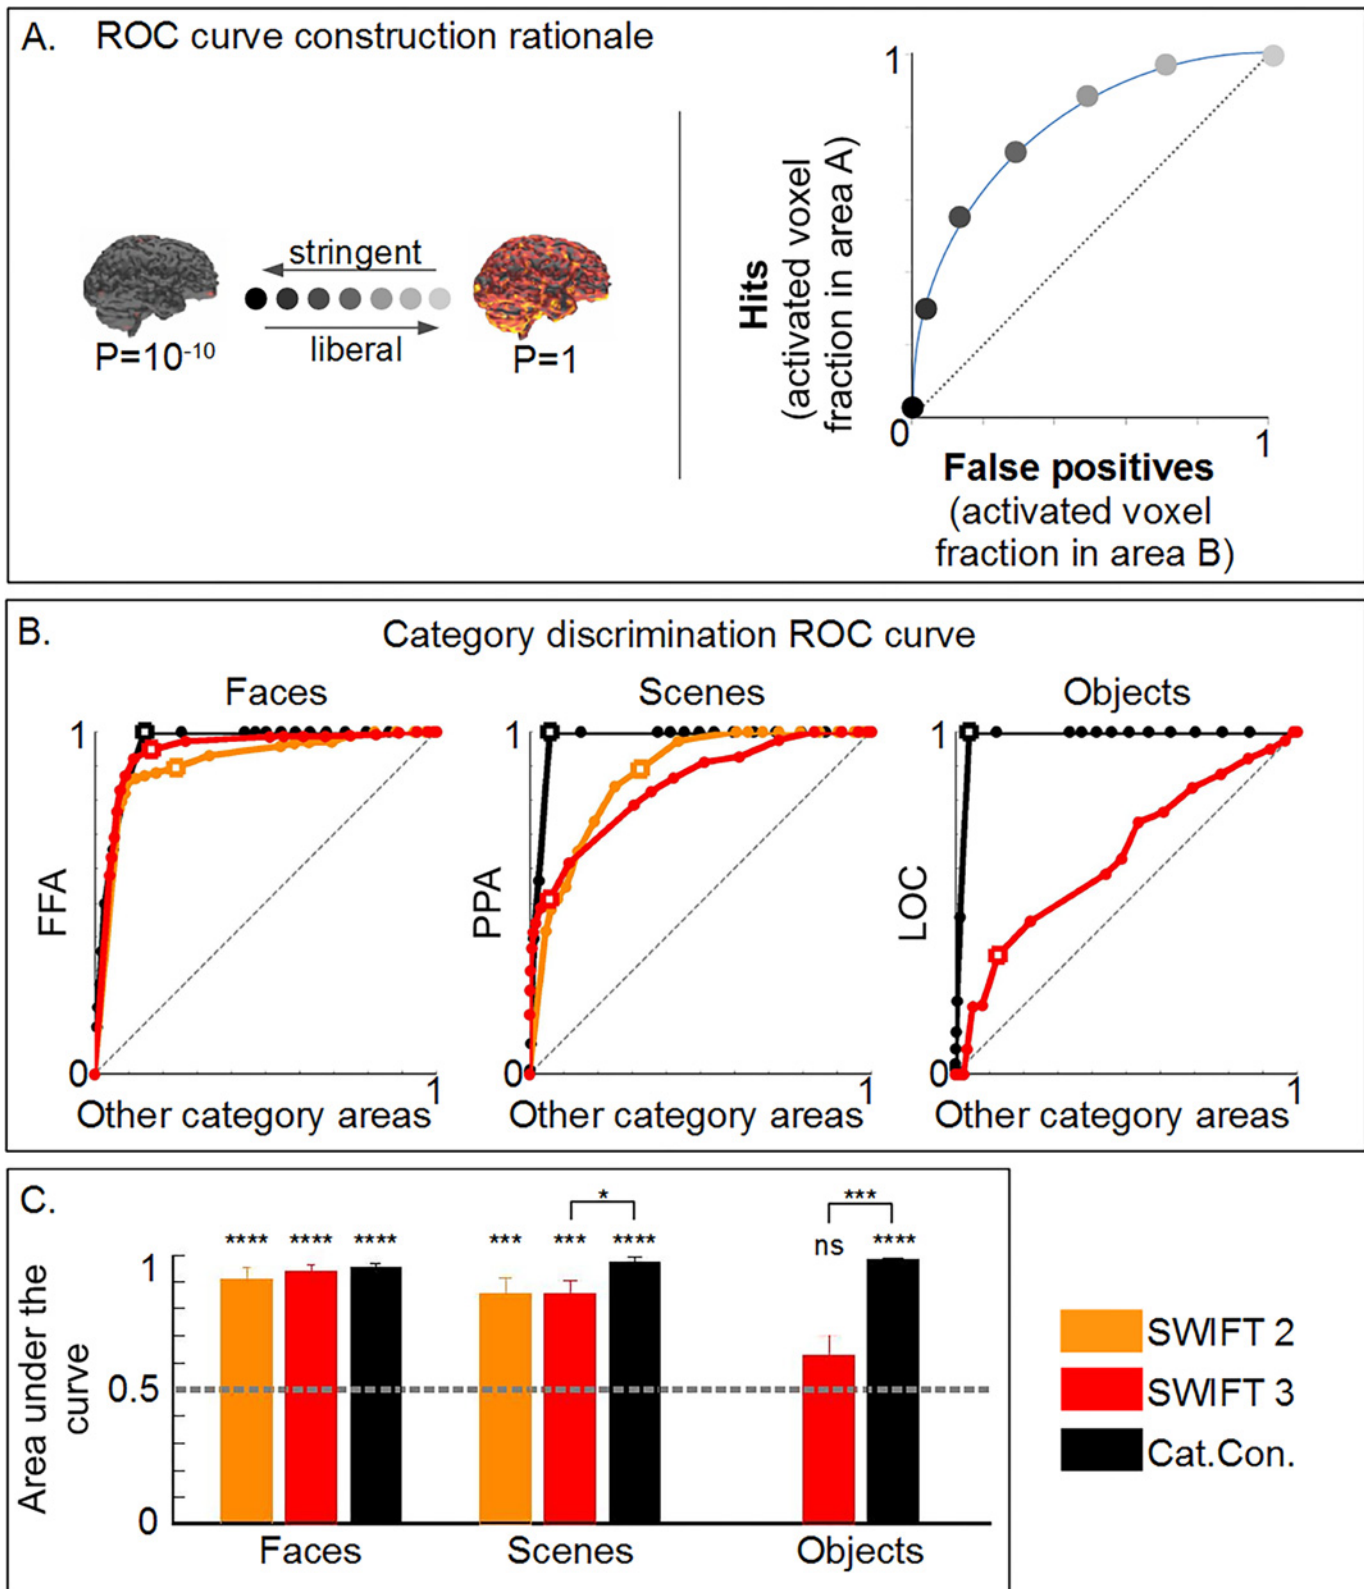 A. ROC curve construction rationale
stringent
liberal
P=10⁻¹⁰
P=1
1
Hits
(activated voxel
fraction in area A)
0
1
False positives
(activated voxel
fraction in area B)
B.
Category discrimination ROC curve
Faces
1
FFA
0
1
Other category areas
Scenes
1
PPA
0
1
Other category areas
Objects
1
LOC
0
1
Other category areas
C.
Area under the
curve
1
0.5
0
**** **** ****
*
*** *** ****
***
ns ****
Faces
Scenes
Objects
SWIFT 2
SWIFT 3
Cat.Con.